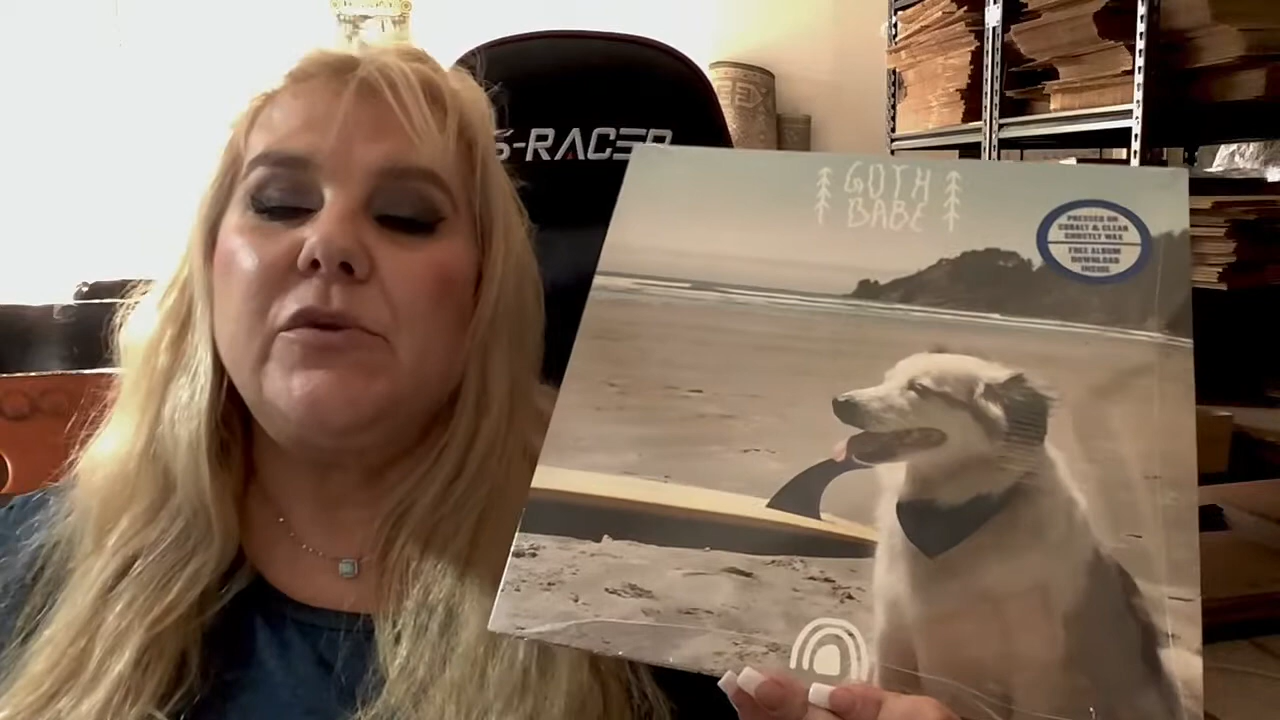 S-RACER
GOTH
BABE
PRESSED ON
COBALT & CLEAR
GHOSTLY WAX
FREE ALBUM
DOWNLOAD
INSIDE